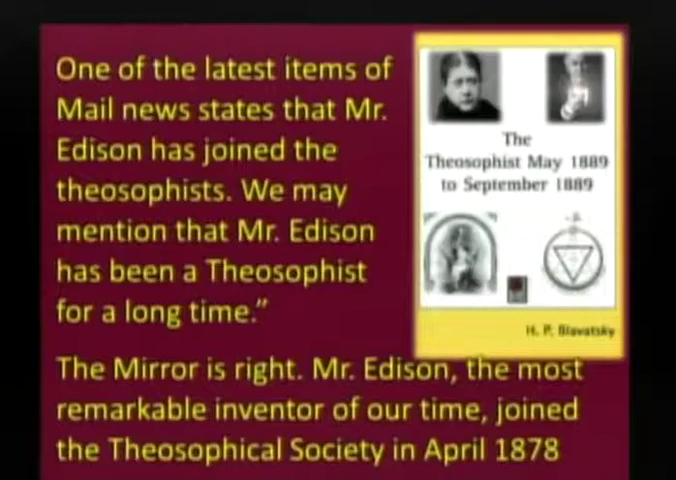 One of the latest items of
Mail news states that Mr.
Edison has joined the
theosophists. We may
mention that Mr. Edison
has been a Theosophist
for a long time.”
The
Theosophist May 1889
to September 1889
H. P. Blavatsky
The Mirror is right. Mr. Edison, the most
remarkable inventor of our time, joined
the Theosophical Society in April 1878